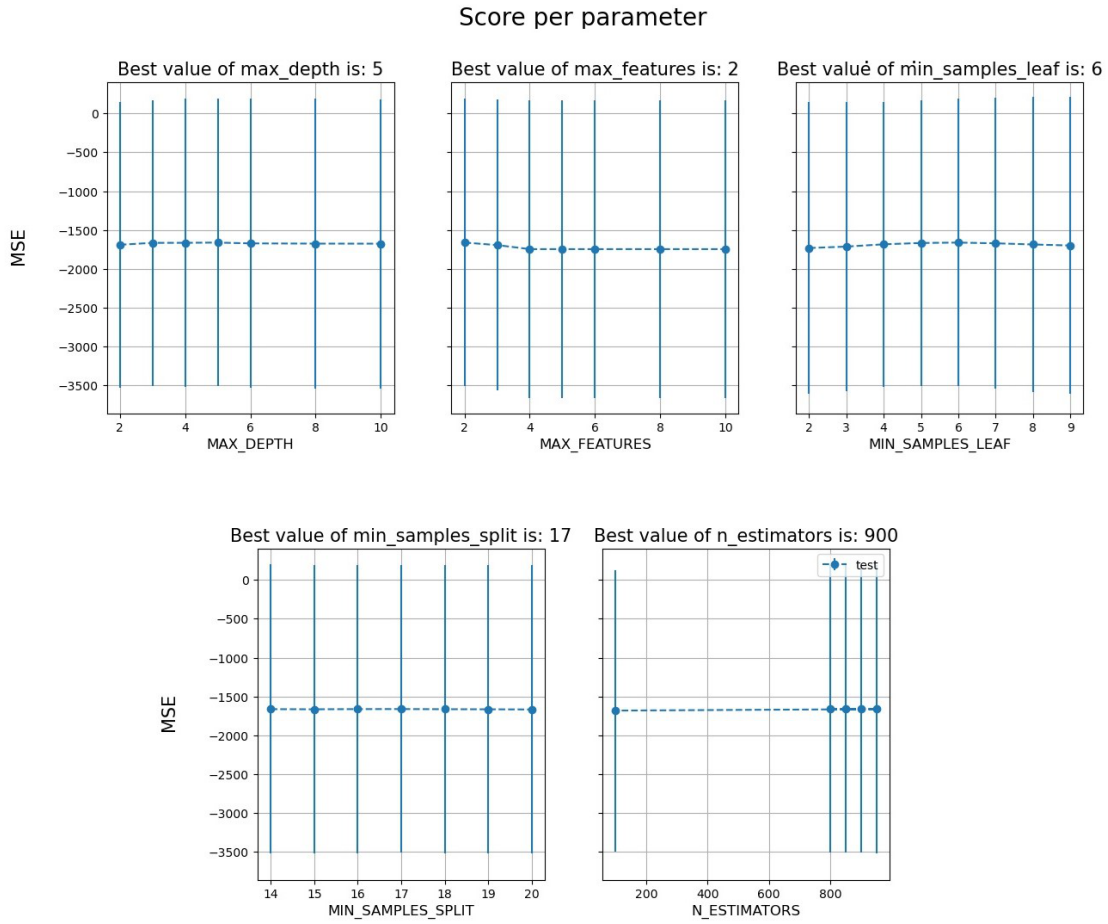 Score per parameter
Best value of max_depth is: 5
Best value of max_features is: 2
Best value of min_samples_leaf is: 6
MSE
0
−500
−1000
−1500
−2000
−2500
−3000
−3500
2 4 6 8 10
MAX_DEPTH
2 4 6 8 10
MAX_FEATURES
2 3 4 5 6 7 8 9
MIN_SAMPLES_LEAF
Best value of min_samples_split is: 17
Best value of n_estimators is: 900
test
MSE
0
−500
−1000
−1500
−2000
−2500
−3000
−3500
14 15 16 17 18 19 20
MIN_SAMPLES_SPLIT
200 400 600 800
N_ESTIMATORS